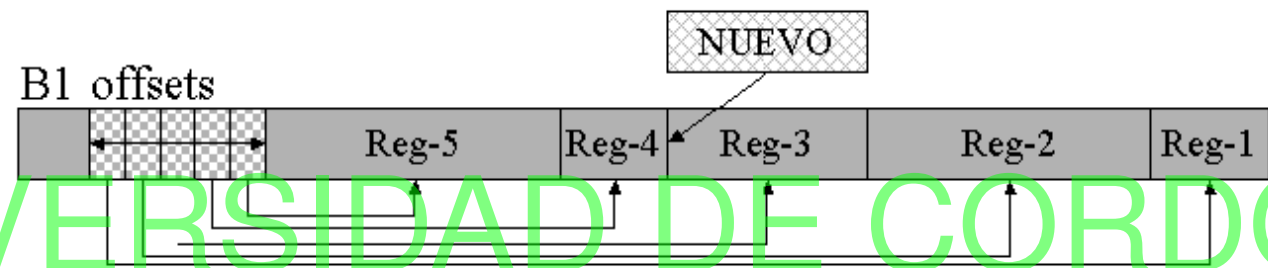 NUEVO
B1 offsets
Reg-5 Reg-4 Reg-3 Reg-2 Reg-1
VERSIDAD DE CORDO